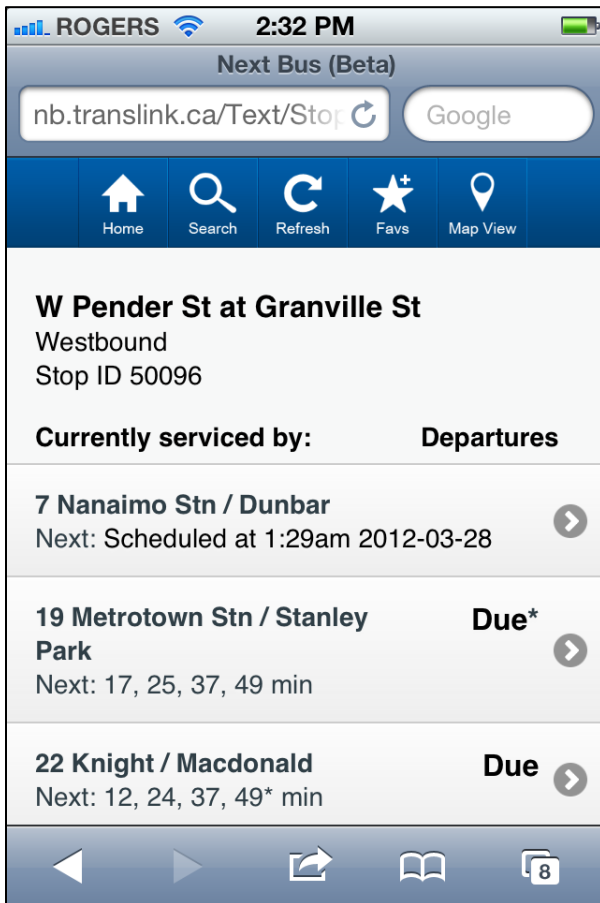 ROGERS 2:32 PM
Next Bus (Beta)
nb.translink.ca/Text/Stop Google
Home Search Refresh Favs Map View
W Pender St at Granville St
Westbound
Stop ID 50096
Currently serviced by: Departures
7 Nanaimo Stn / Dunbar
Next: Scheduled at 1:29am 2012-03-28
19 Metrotown Stn / Stanley Due*
Park
Next: 17, 25, 37, 49 min
22 Knight / Macdonald Due
Next: 12, 24, 37, 49* min
8